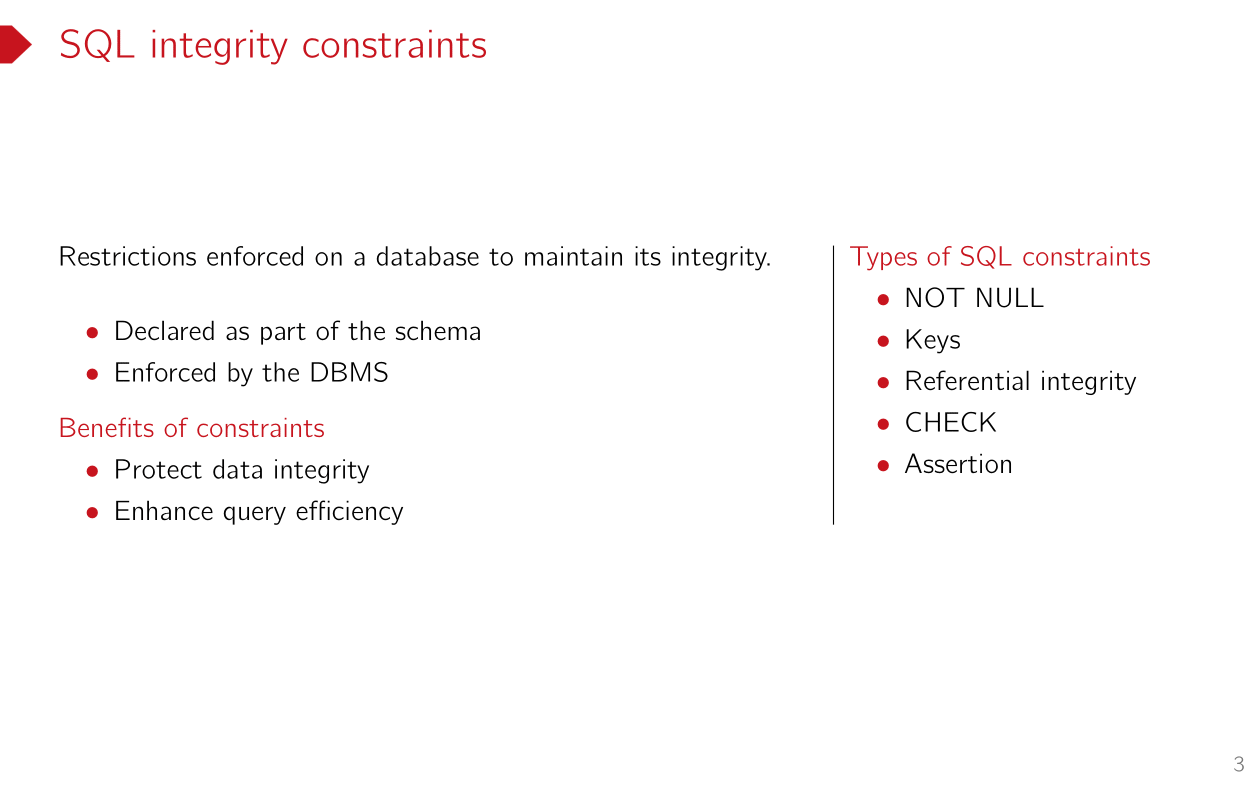 SQL integrity constraints
Restrictions enforced on a database to maintain its integrity.
• Declared as part of the schema
• Enforced by the DBMS
Benefits of constraints
• Protect data integrity
• Enhance query efficiency
Types of SQL constraints
• NOT NULL
• Keys
• Referential integrity
• CHECK
• Assertion
3